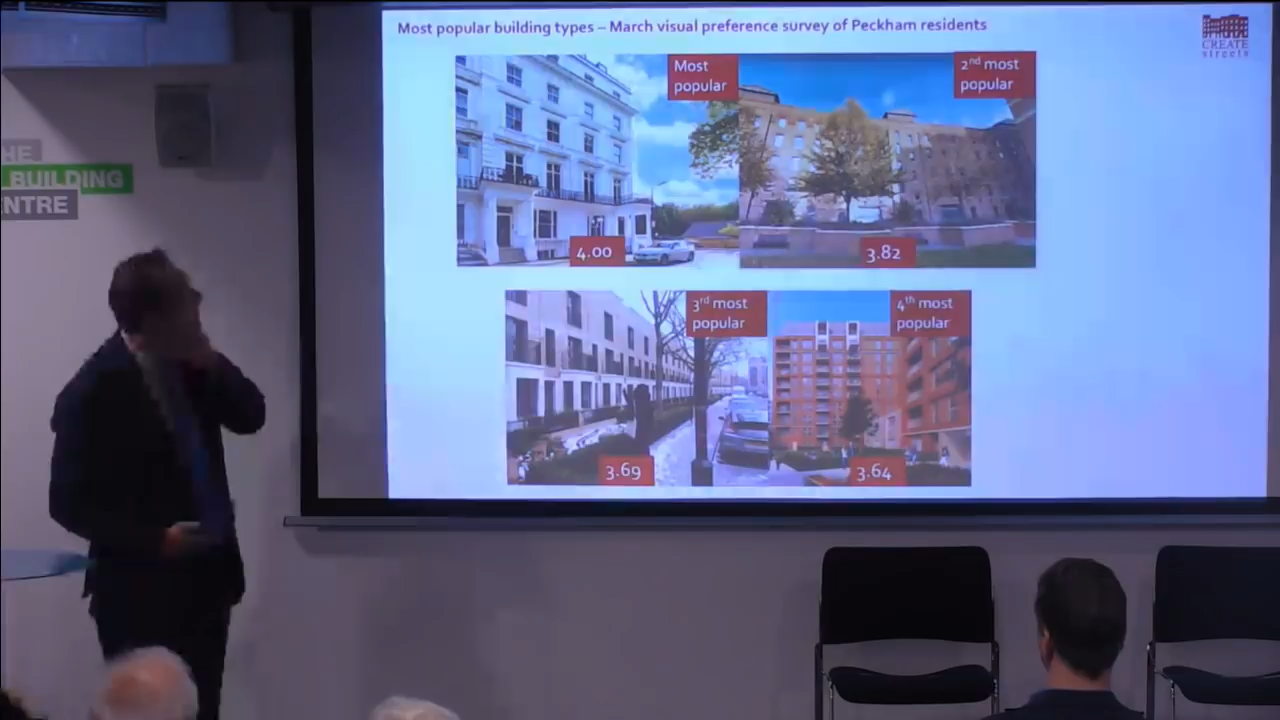 Most popular building types – March visual preference survey of Peckham residents
CREATE
streets
Most
popular
2nd most
popular
4.00
3.82
3rd most
popular
4th most
popular
3.69
3.64
HE
BUILDING
NTRE